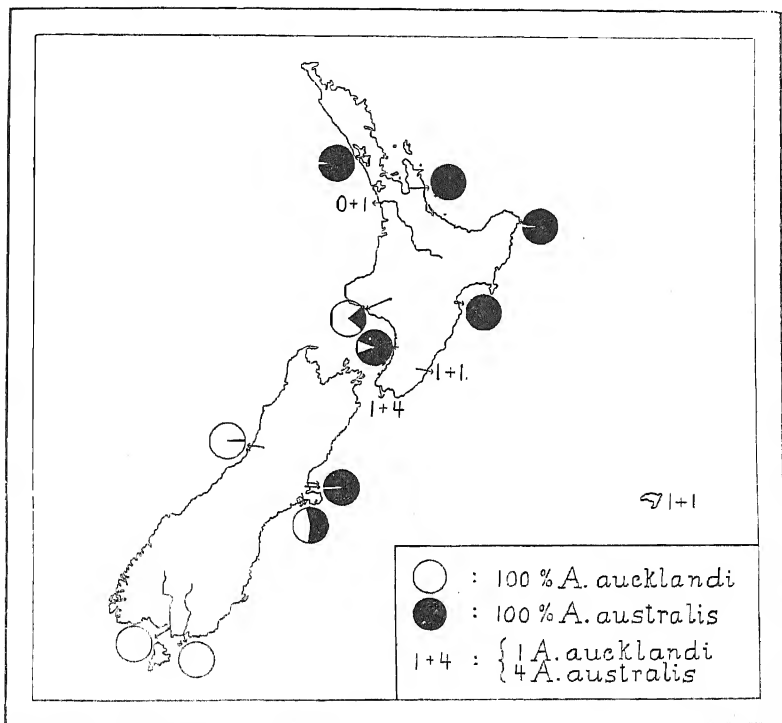 0+1
1+1.
1+4
1+1
: 100 % A. aucklandi
: 100 % A. australis
1+4 : { 1 A. aucklandi
{ 4 A. australis